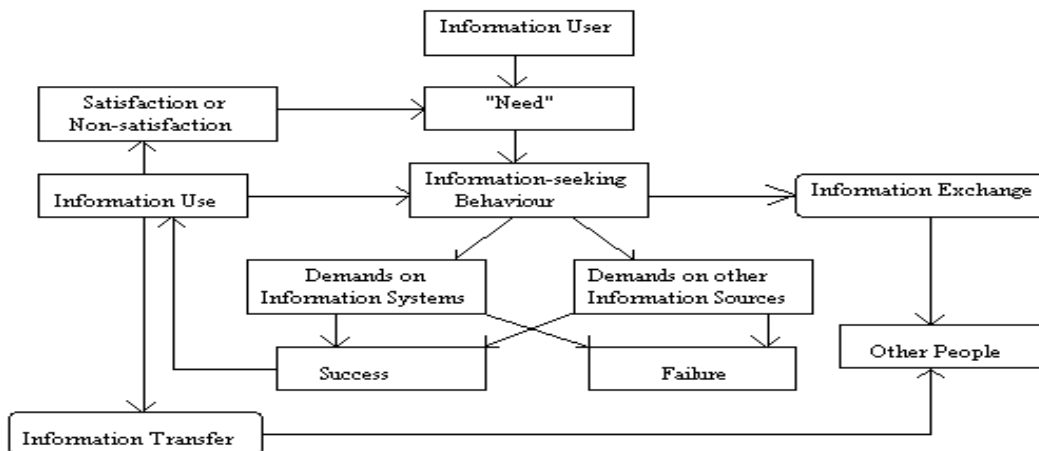 Information User
Satisfaction or
Non-satisfaction
"Need"
Information Use
Information-seeking
Behaviour
Information Exchange
Demands on
Information Systems
Demands on other
Information Sources
Success
Failure
Other People
Information Transfer